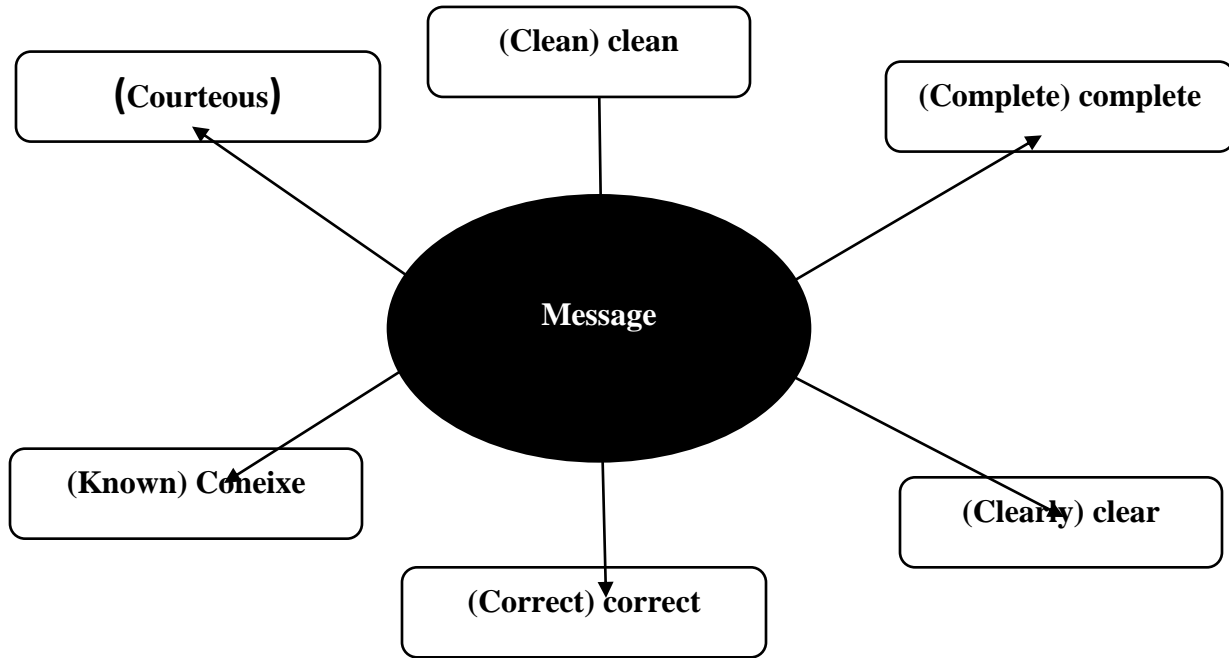 (Clean) clean
(Courteous)
(Complete) complete
Message
(Known) Coneixe
(Clearly) clear
(Correct) correct